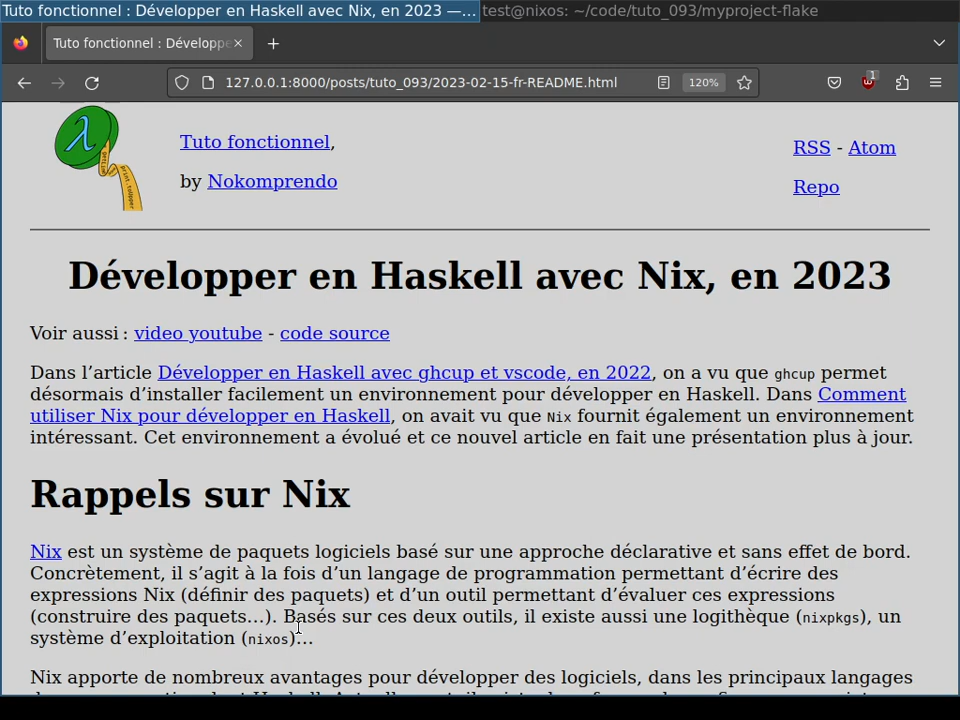 Tuto fonctionnel : Développer en Haskell avec Nix, en 2023 —... test@nixos: ~/code/tuto_093/myproject-flake
Tuto fonctionnel : Développe
127.0.0.1:8000/posts/tuto_093/2023-02-15-fr-README.html 120% 1
Tuto fonctionnel,
by Nokomprendo
RSS - Atom
Repo
Développer en Haskell avec Nix, en 2023
Voir aussi : video youtube - code source
Dans l’article Développer en Haskell avec ghcup et vscode, en 2022, on a vu que ghcup permet
désormais d’installer facilement un environnement pour développer en Haskell. Dans Comment
utiliser Nix pour développer en Haskell, on avait vu que Nix fournit également un environnement
intéressant. Cet environnement a évolué et ce nouvel article en fait une présentation plus à jour.
Rappels sur Nix
Nix est un système de paquets logiciels basé sur une approche déclarative et sans effet de bord.
Concrètement, il s’agit à la fois d’un langage de programmation permettant d’écrire des
expressions Nix (définir des paquets) et d’un outil permettant d’évaluer ces expressions
(construire des paquets…). Basés sur ces deux outils, il existe aussi une logithèque (nixpkgs), un
système d’exploitation (nixos)…
Nix apporte de nombreux avantages pour développer des logiciels, dans les principaux langages